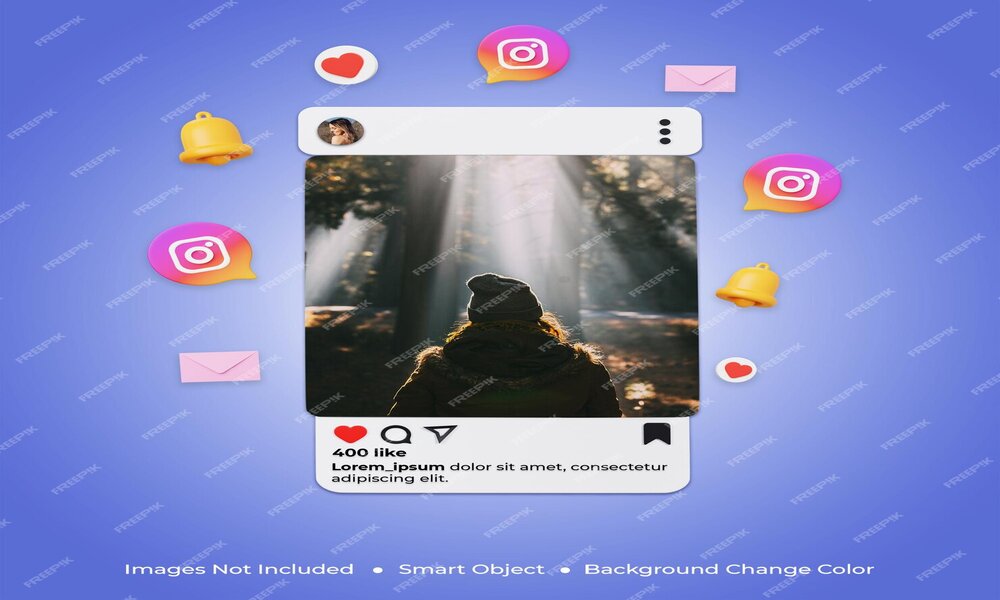 400 like
Lorem_ipsum dolor sit amet, consectetur
adipiscing elit.
Images Not Included • Smart Object • Background Change Color
FREEPIK